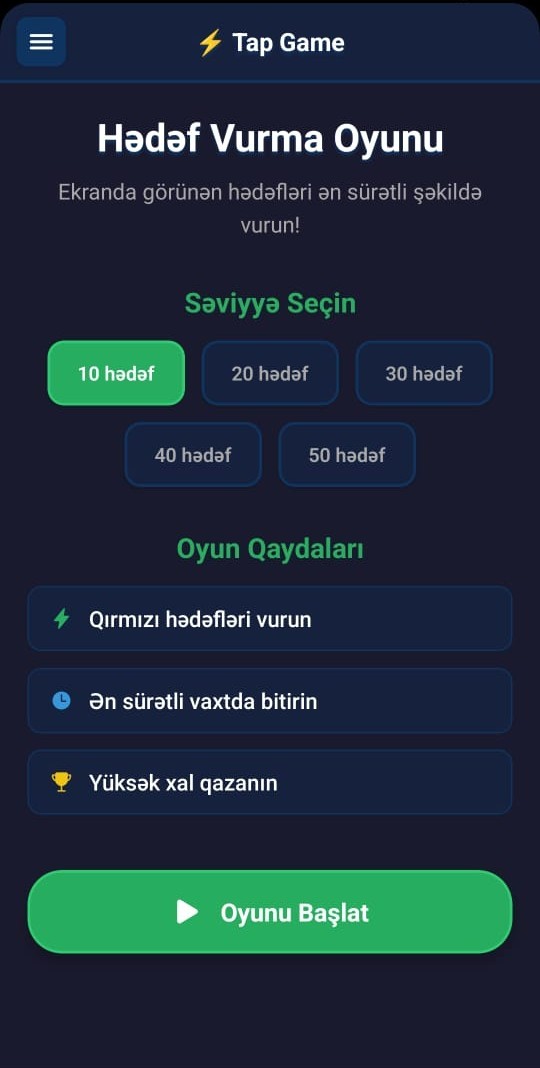 ⚡ Tap Game
Hədəf Vurma Oyunu
Ekranda görünən hədəfləri ən sürətli şəkildə
vurun!
Səviyyə Seçin
10 hədəf
20 hədəf
30 hədəf
40 hədəf
50 hədəf
Oyun Qaydaları
Qırmızı hədəfləri vurun
Ən sürətli vaxtda bitirin
Yüksək xal qazanın
Oyunu Başlat